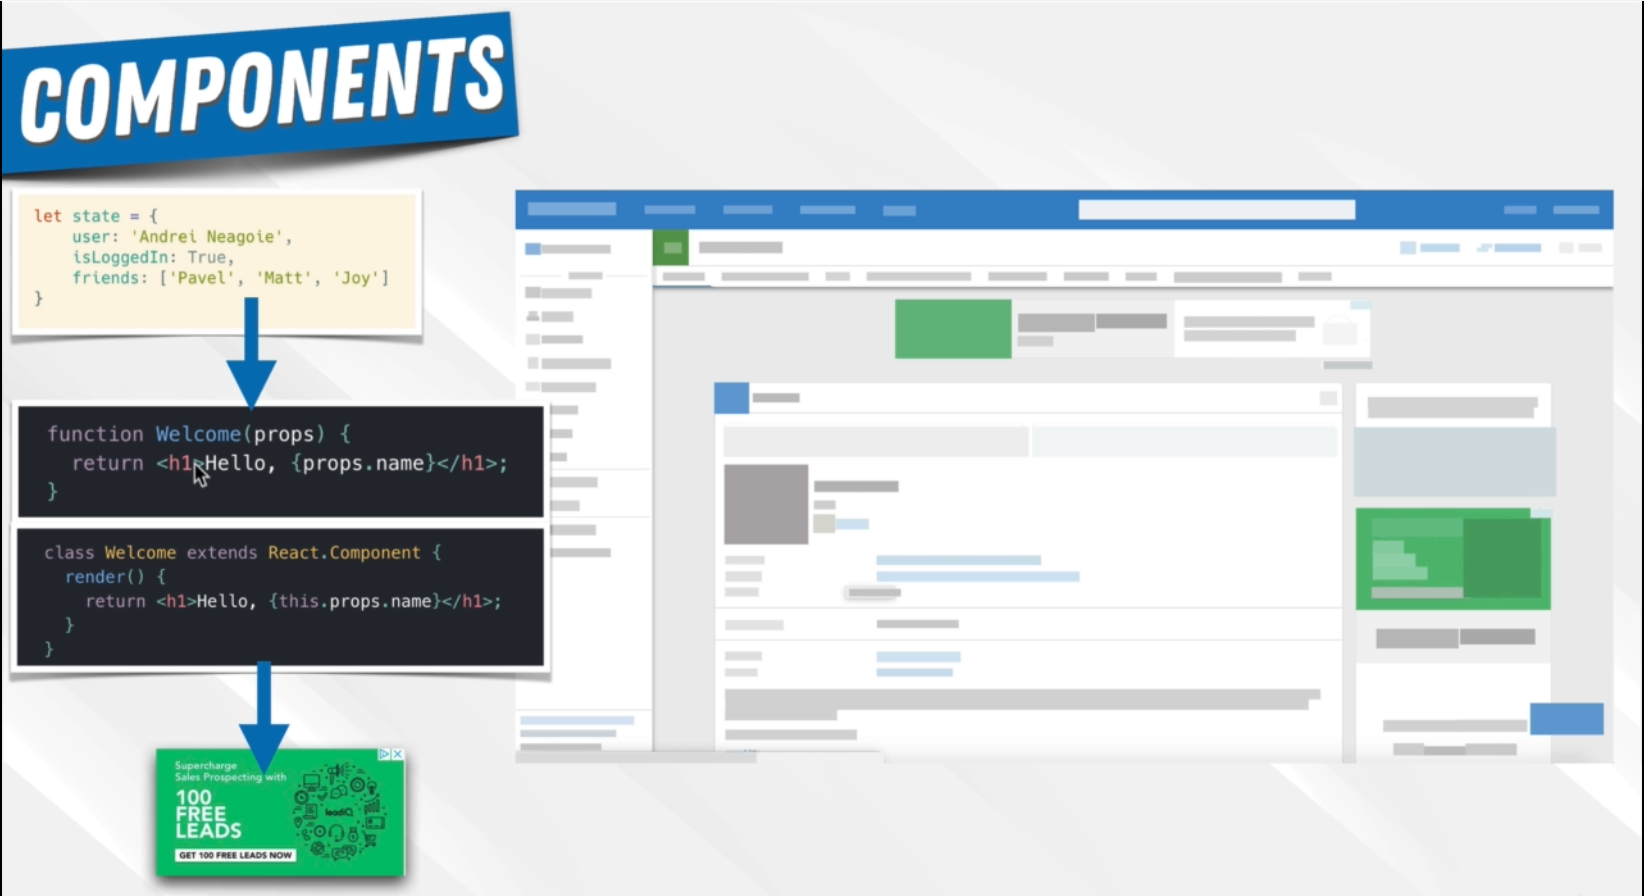 COMPONENTS
let state = {
    user: 'Andrei Neagoie',
    isLoggedIn: True,
    friends: ['Pavel', 'Matt', 'Joy']
}
function Welcome(props) {
  return <h1>Hello, {props.name}</h1>;
}
class Welcome extends React.Component {
  render() {
    return <h1>Hello, {this.props.name}</h1>;
  }
}
Supercharge
Sales Prospecting with
100
FREE
LEADS
GET 100 FREE LEADS NOW
leadIQ